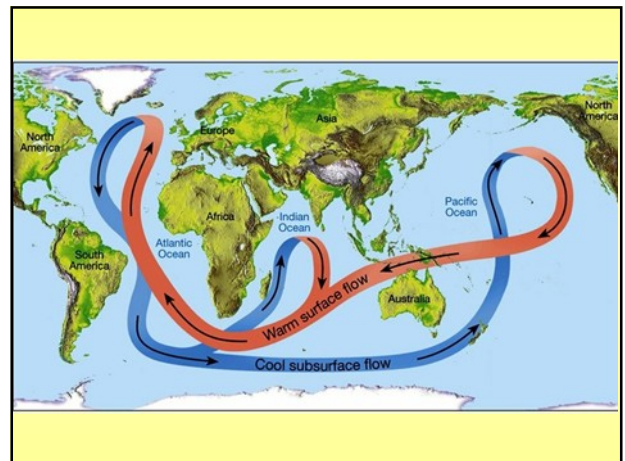 North
America
Europe
Asia
North
America
Pacific
Ocean
Africa
Indian
Ocean
Atlantic
Ocean
South
America
Australia
Warm surface flow
Cool subsurface flow